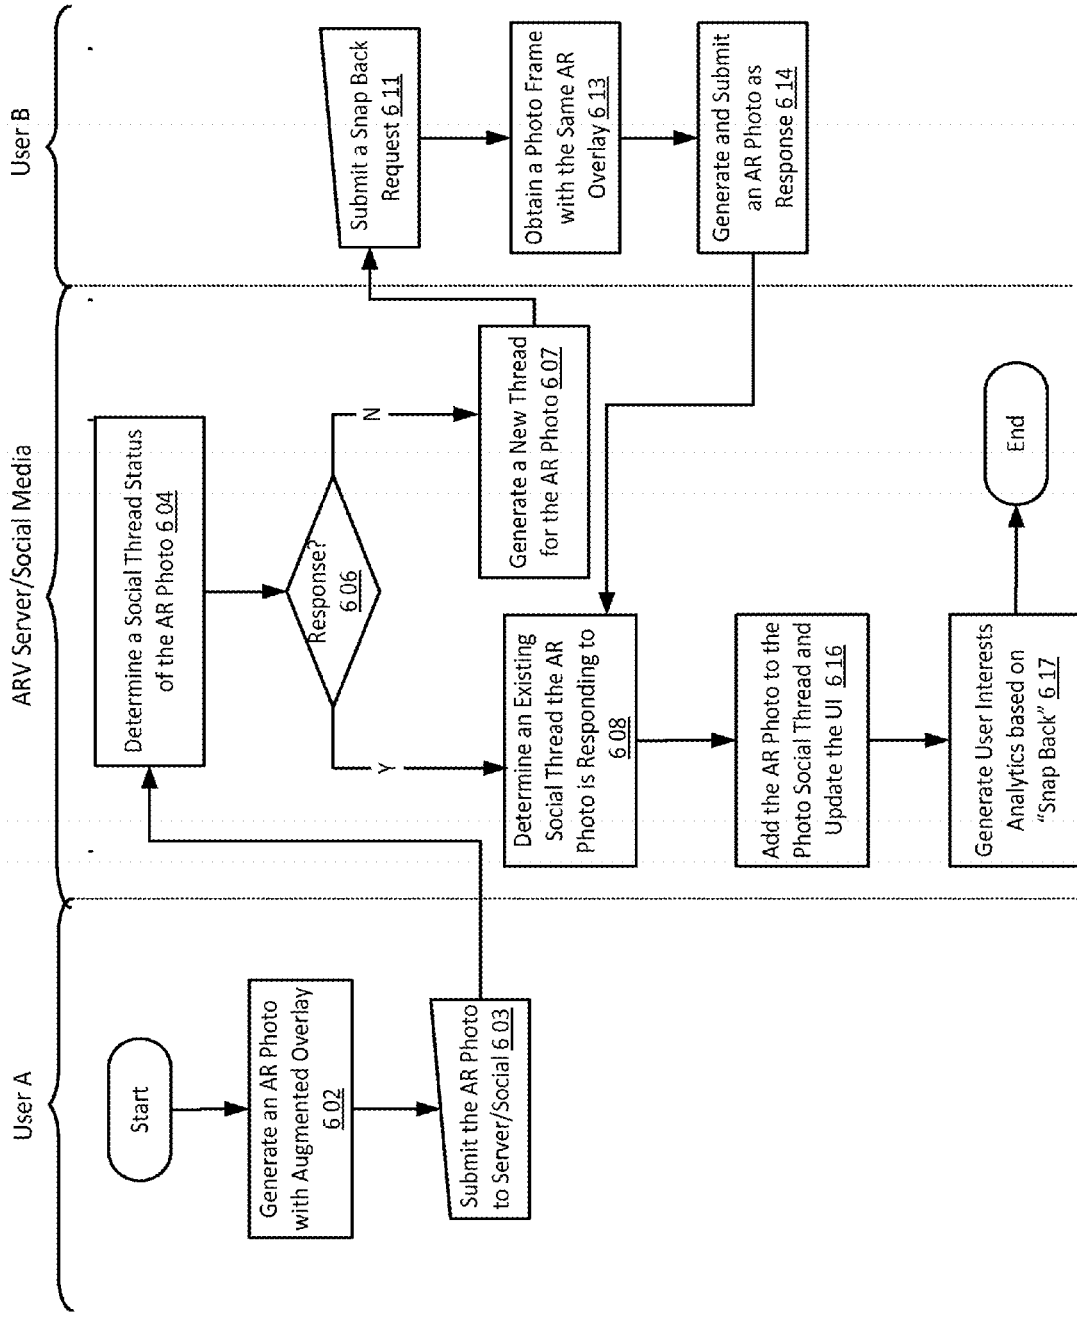 User A
ARV Server/Social Media
User B
Start
Generate an AR Photo
with Augmented Overlay
6 02
Submit the AR Photo
to Server/Social 6 03
Determine a Social Thread Status
of the AR Photo 6 04
Response?
6 06
Y
N
Determine an Existing
Social Thread the AR
Photo is Responding to
6 08
Generate a New Thread
for the AR Photo 6 07
Add the AR Photo to the
Photo Social Thread and
Update the UI  6 16
Generate User Interests
Analytics based on
“Snap Back” 6 17
End
Submit a Snap Back
Request 6 11
Obtain a Photo Frame
with the Same AR
Overlay 6 13
Generate and Submit
an AR Photo as
Response 6 14